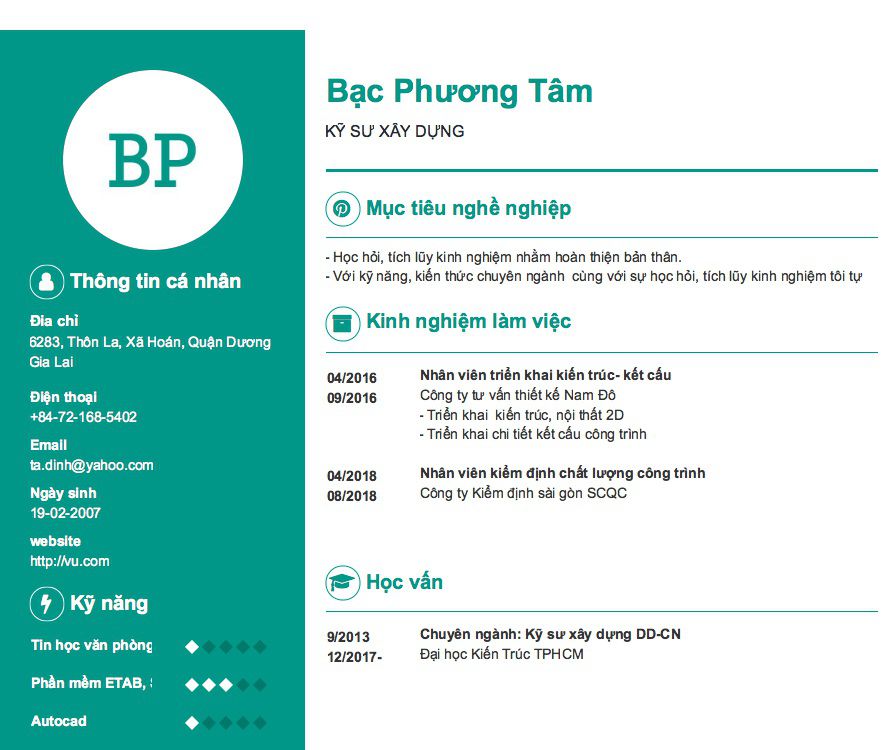 BP
Thông tin cá nhân
Địa chỉ
6283, Thôn La, Xã Hoán, Quận Dương
Gia Lai
Điện thoại
+84-72-168-5402
Email
ta.dinh@yahoo.com
Ngày sinh
19-02-2007
website
http://vu.com
Kỹ năng
Tin học văn phòng
Phần mềm ETAB,
Autocad
Bạc Phương Tâm
KỸ SƯ XÂY DỰNG
Mục tiêu nghề nghiệp
- Học hỏi, tích lũy kinh nghiệm nhằm hoàn thiện bản thân.
- Với kỹ năng, kiến thức chuyên ngành cùng với sự học hỏi, tích lũy kinh nghiệm tôi tự
Kinh nghiệm làm việc
04/2016 Nhân viên triển khai kiến trúc- kết cấu
09/2016 Công ty tư vấn thiết kế Nam Đô
- Triển khai kiến trúc, nội thất 2D
- Triển khai chi tiết kết cấu công trình
04/2018 Nhân viên kiểm định chất lượng công trình
08/2018 Công ty Kiểm định sài gòn SCQC
Học vấn
9/2013 Chuyên ngành: Kỹ sư xây dựng DD-CN
12/2017- Đại học Kiến Trúc TPHCM